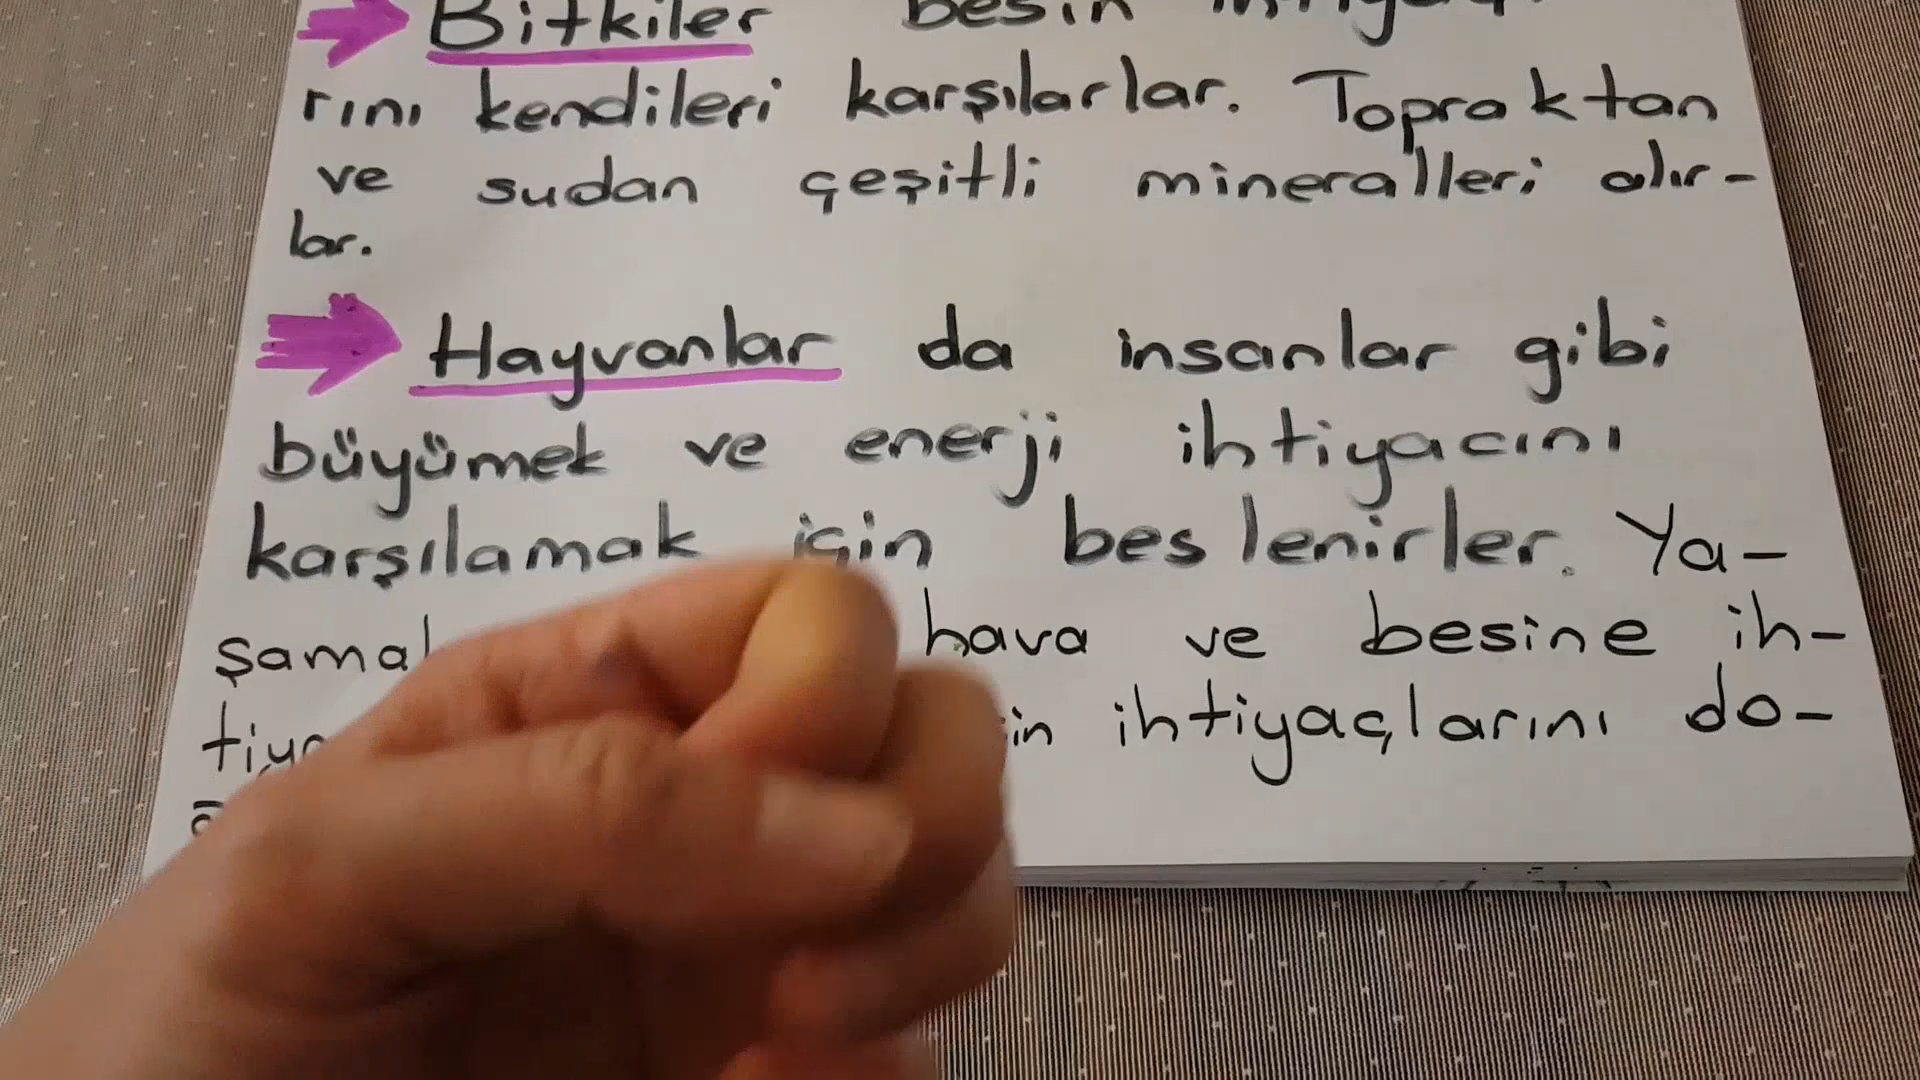 Bitkiler besin
rını kendileri karşılarlar. Topraktan
ve sudan çeşitli mineralleri alır-
lar.
Hayvanlar da insanlar gibi
büyümek ve enerji ihtiyacını
karşılamak için beslenirler. Ya-
hava ve besine ih-
ihtiyaçlarını do-